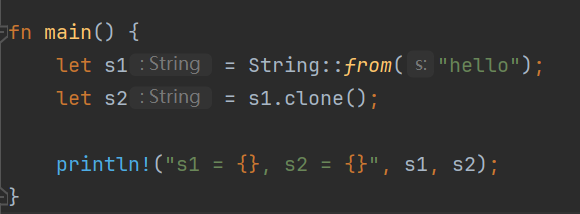 fn main() {
let s1 : String = String::from( s: "hello");
let s2 : String = s1.clone();
println!("s1 = {}, s2 = {}", s1, s2);
}